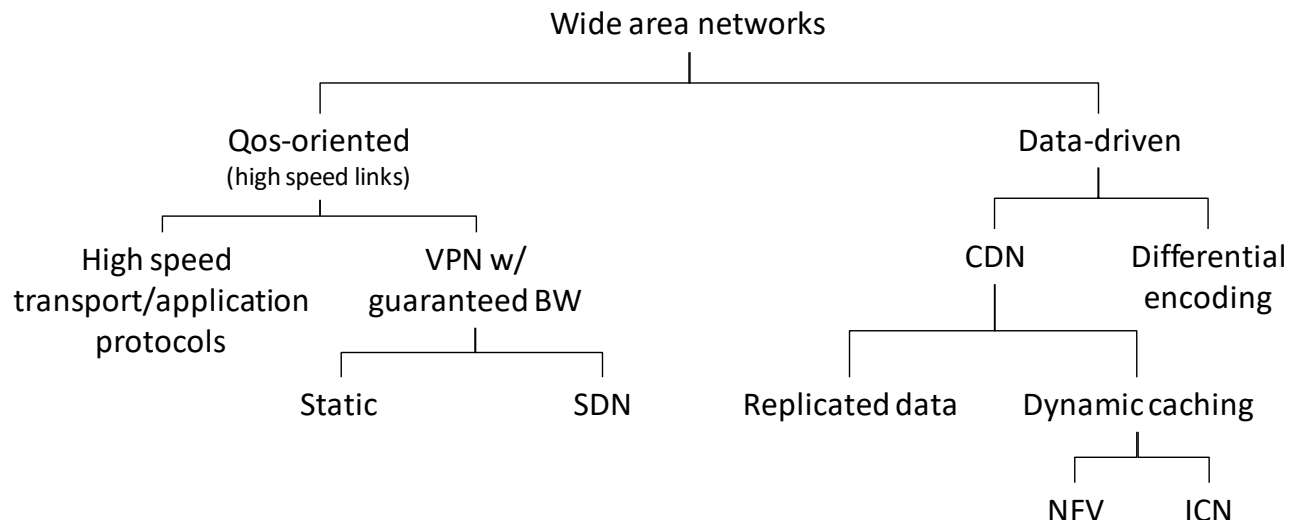 Wide area networks
Qos-oriented
(high speed links)
Data-driven
High speed
transport/application
protocols
VPN w/
guaranteed BW
CDN
Differential
encoding
Static
SDN
Replicated data
Dynamic caching
NFV
ICN